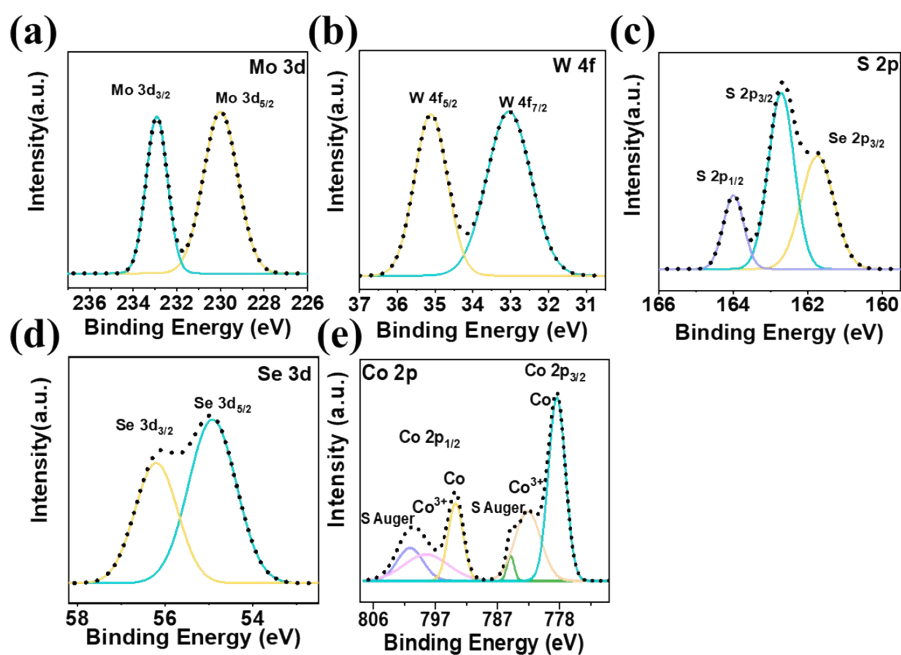 (a)
Mo 3d
Mo 3d3/2
Mo 3d5/2
Intensity(a.u.)
236 234 232 230 228 226
Binding Energy (eV)
(b)
W 4f
W 4f5/2
W 4f7/2
Intensity(a.u.)
37 36 35 34 33 32 31
Binding Energy (eV)
(c)
S 2p
S 2p3/2
Se 2p3/2
S 2p1/2
Intensity(a.u.)
166 164 162 160
Binding Energy (eV)
(d)
Se 3d
Se 3d3/2
Se 3d5/2
Intensity(a.u.)
58 56 54
Binding Energy (eV)
(e)
Co 2p
Co 2p3/2
Co
Co 2p1/2
Co
Co3+
S Auger
S Auger
Co3+
Intensity (a.u.)
806 797 787 778
Binding Energy (eV)